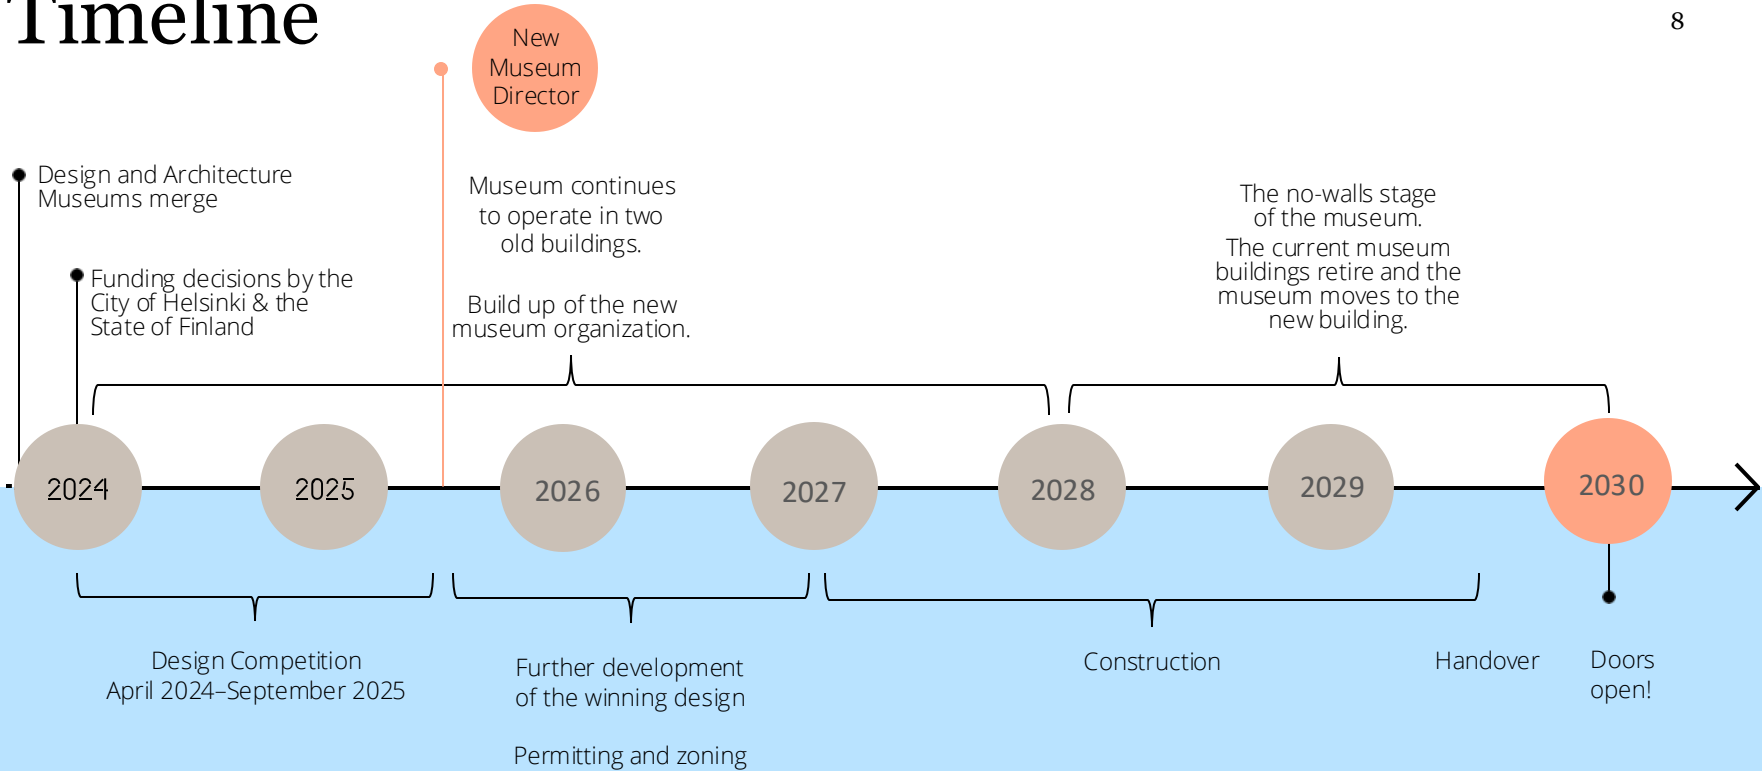 Timeline
8
New
Museum
Director
Design and Architecture
Museums merge
Funding decisions by the
City of Helsinki & the
State of Finland
Museum continues
to operate in two
old buildings.
Build up of the new
museum organization.
The no-walls stage
of the museum.
The current museum
buildings retire and the
museum moves to the
new building.
2024
2025
2026
2027
2028
2029
2030
Design Competition
April 2024–September 2025
Further development
of the winning design
Permitting and zoning
Construction
Handover
Doors
open!